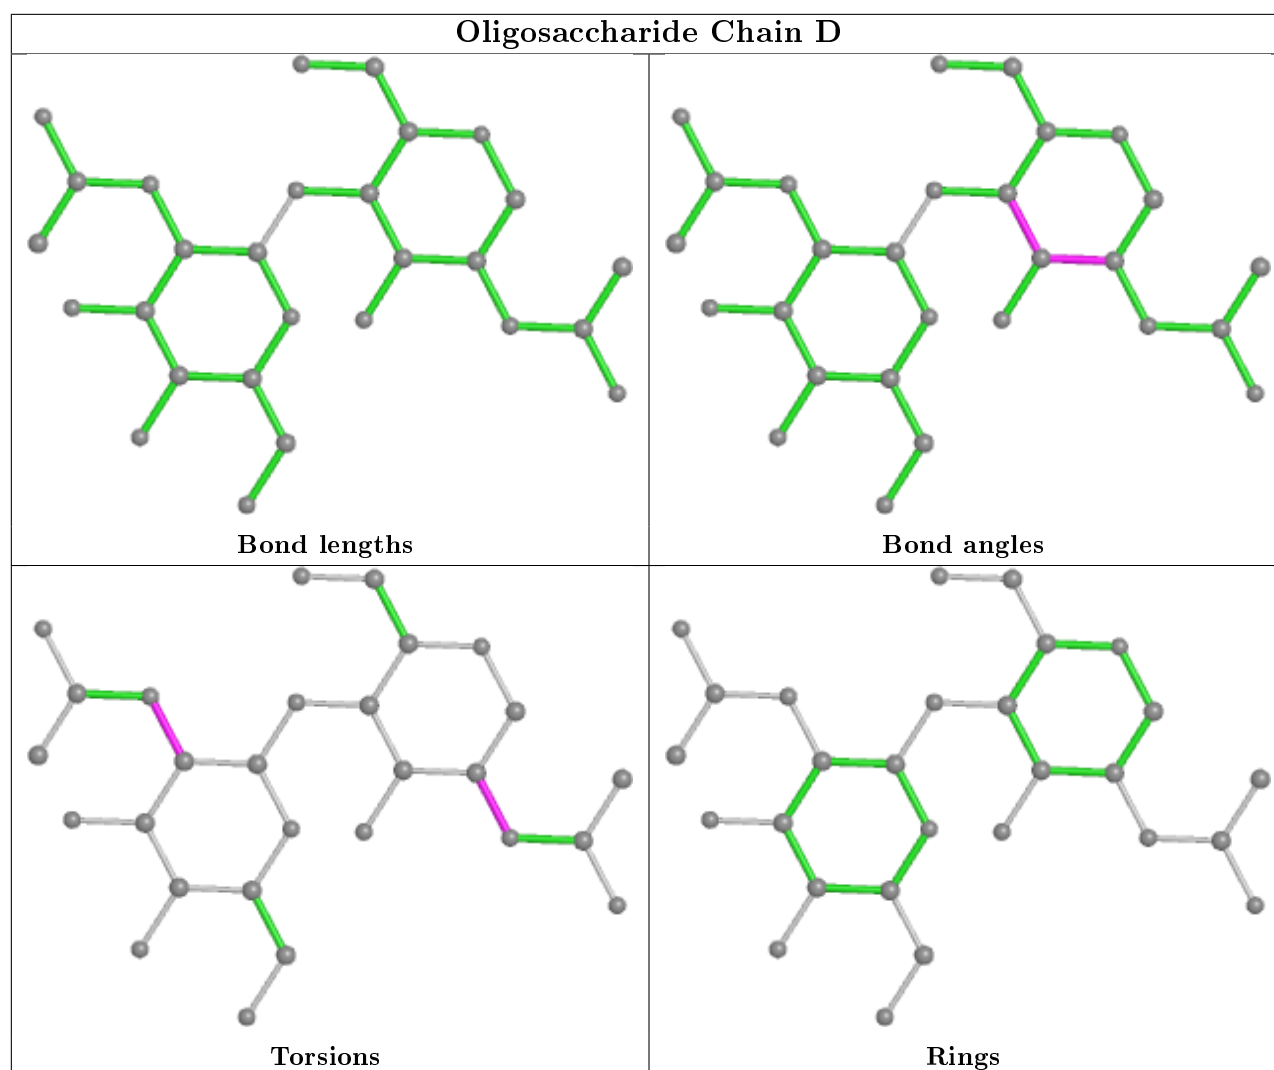 Oligosaccharide Chain D
Bond lengths
Bond angles
Torsions
Rings